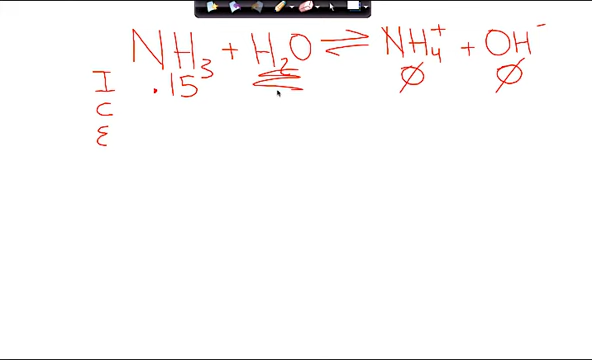 NH₃ + H₂O ⇌ NH₄⁺ + OH⁻
I .15 ∅ ∅
C
E